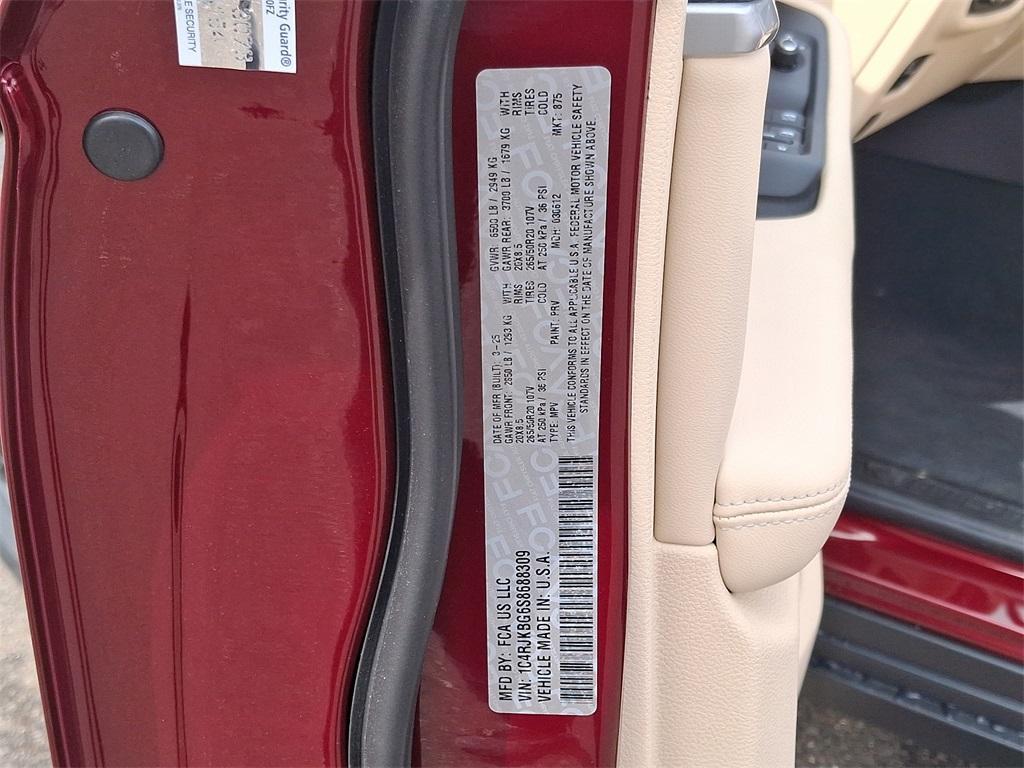 urity Guard®
E SECURITY
MFD BY: FCA US LLC
VIN: 1C4RJKBG6S8688309
VEHICLE MADE IN: U.S.A.
DATE OF MFR (BUILT): 3-25 GVWR: 6500 LB / 2949 KG
GAWR FRONT: 2850 LB / 1293 KG WITH GAWR REAR: 3700 LB / 1679 KG WITH
20X8.5 RIMS 20X8.5 RIMS
265/50R20 107V TIRES 265/50R20 107V TIRES
AT 250 kPa / 36 PSI COLD AT 250 kPa / 36 PSI COLD
TYPE: MPV PAINT: PRV MDH: 030612 MKT: 875
THIS VEHICLE CONFORMS TO ALL APPLICABLE U.S.A. FEDERAL MOTOR VEHICLE SAFETY
STANDARDS IN EFFECT ON THE DATE OF MANUFACTURE SHOWN ABOVE.